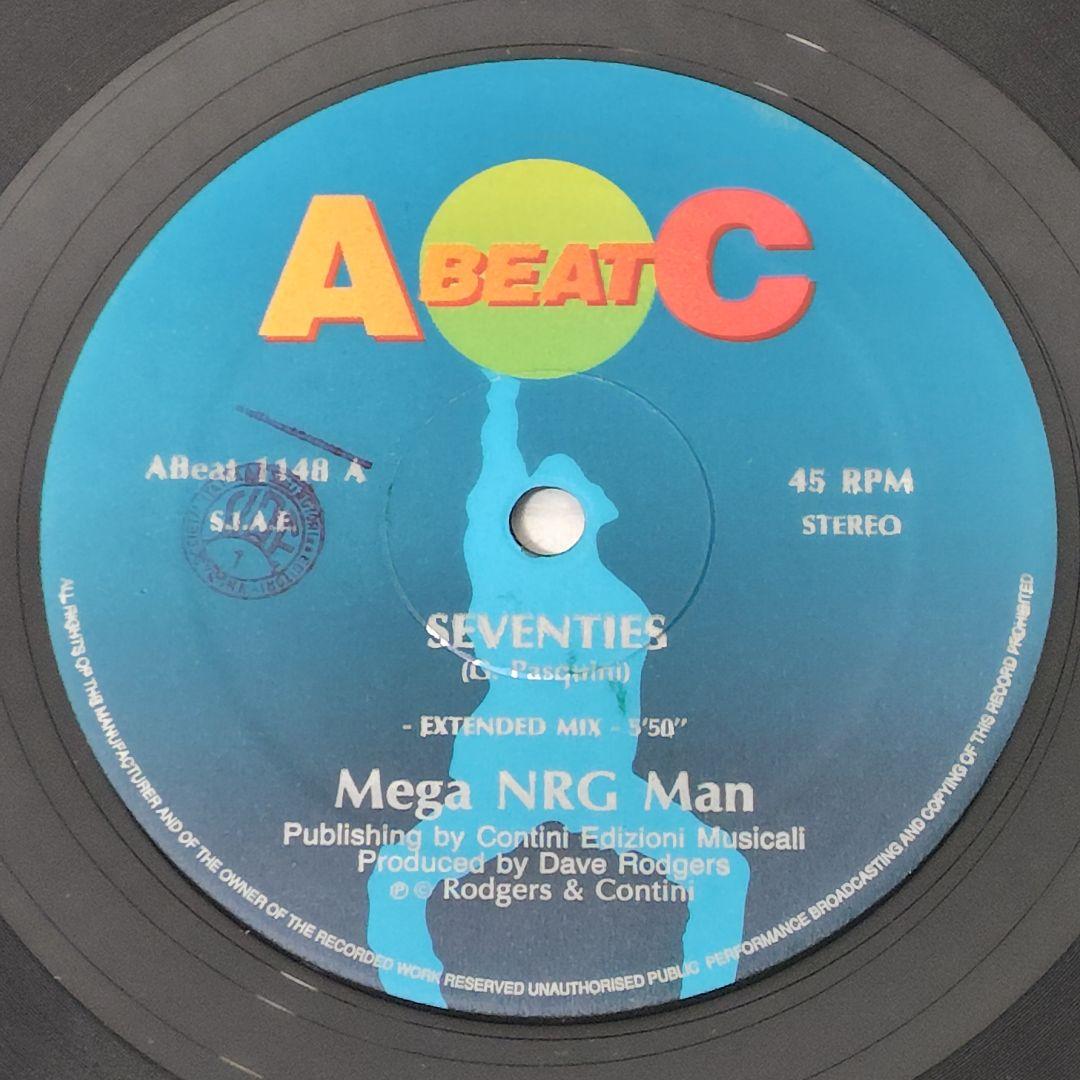 A BEAT C
ABeat 1148 A
S.I.A.E.
45 RPM
STEREO
SEVENTIES
(G. Pasquini)
- EXTENDED MIX - 5'50"
Mega NRG Man
Publishing by Contini Edizioni Musicali
Produced by Dave Rodgers
℗ © Rodgers & Contini
ALL RIGHTS OF THE MANUFACTURER AND OF THE OWNER OF THE RECORDED WORK RESERVED UNAUTHORISED PUBLIC PERFORMANCE BROADCASTING AND COPYING OF THIS RECORD PROHIBITED